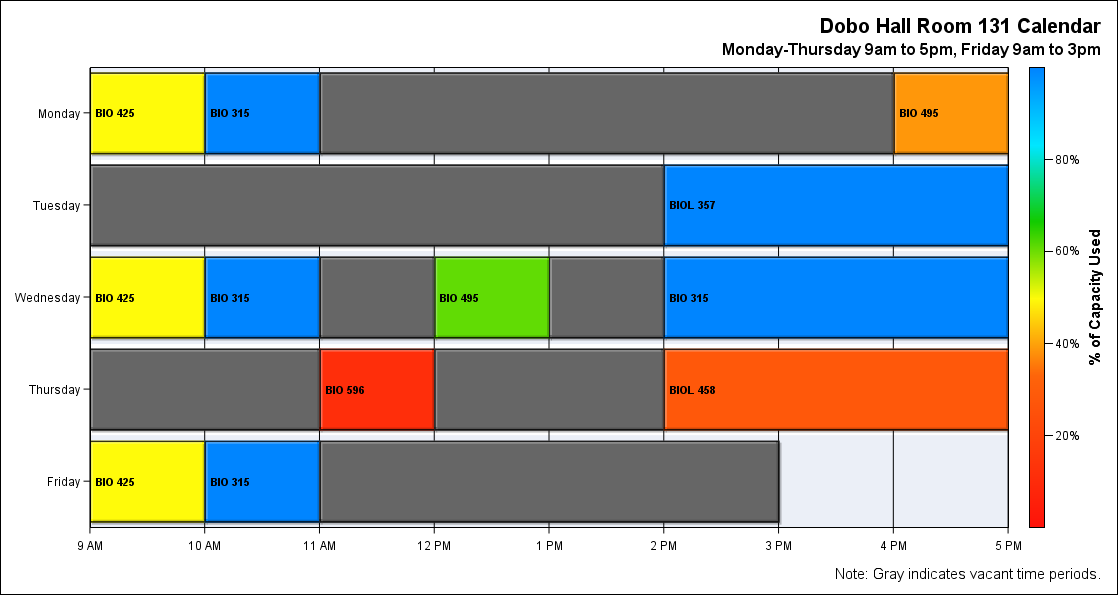 Dobo Hall Room 131 Calendar
Monday-Thursday 9am to 5pm, Friday 9am to 3pm
Monday
BIO 425
BIO 315
BIO 495
80%
Tuesday
BIOL 357
60%
% of Capacity Used
Wednesday
BIO 425
BIO 315
BIO 495
BIO 315
40%
Thursday
BIO 596
BIOL 458
20%
Friday
BIO 425
BIO 315
9 AM
10 AM
11 AM
12 PM
1 PM
2 PM
3 PM
4 PM
5 PM
Note: Gray indicates vacant time periods.